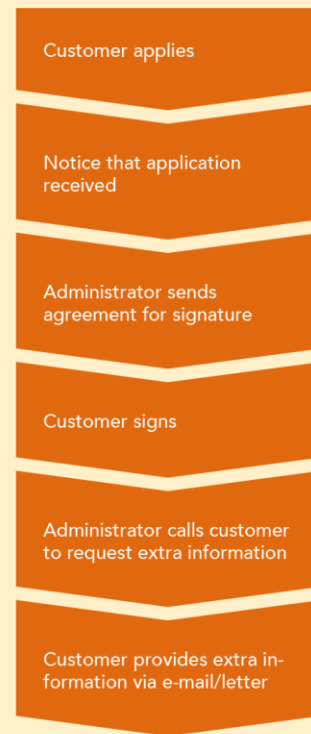 Customer applies
Notice that application
received
Administrator sends
agreement for signature
Customer signs
Administrator calls customer
to request extra information
Customer provides extra in-
formation via e-mail/letter